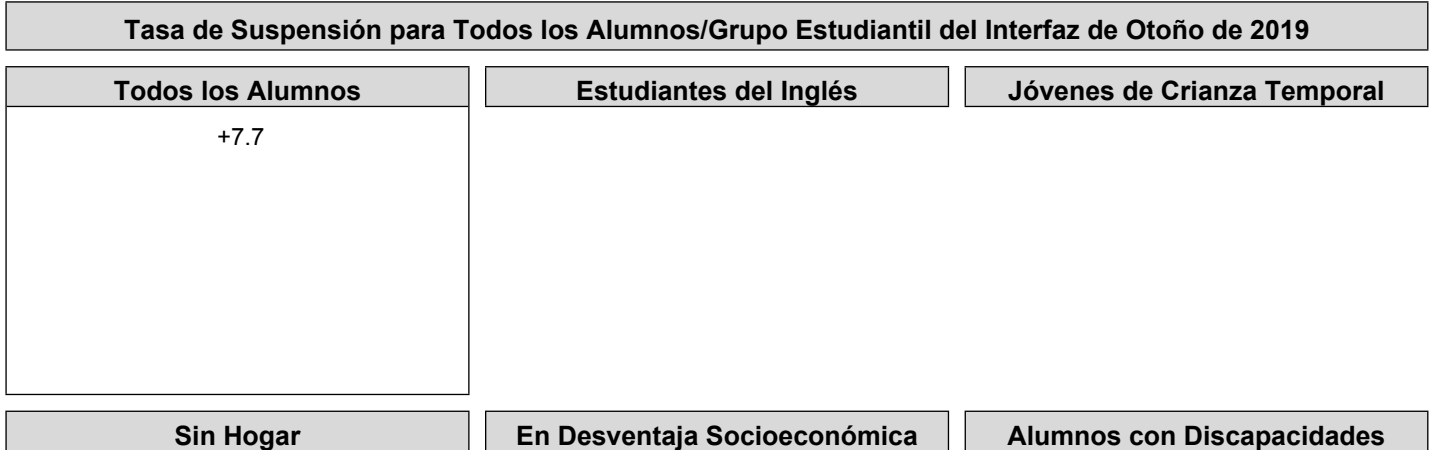 Tasa de Suspensión para Todos los Alumnos/Grupo Estudiantil del Interfaz de Otoño de 2019
Todos los Alumnos
Estudiantes del Inglés
Jóvenes de Crianza Temporal
+7.7
Sin Hogar
En Desventaja Socioeconómica
Alumnos con Discapacidades